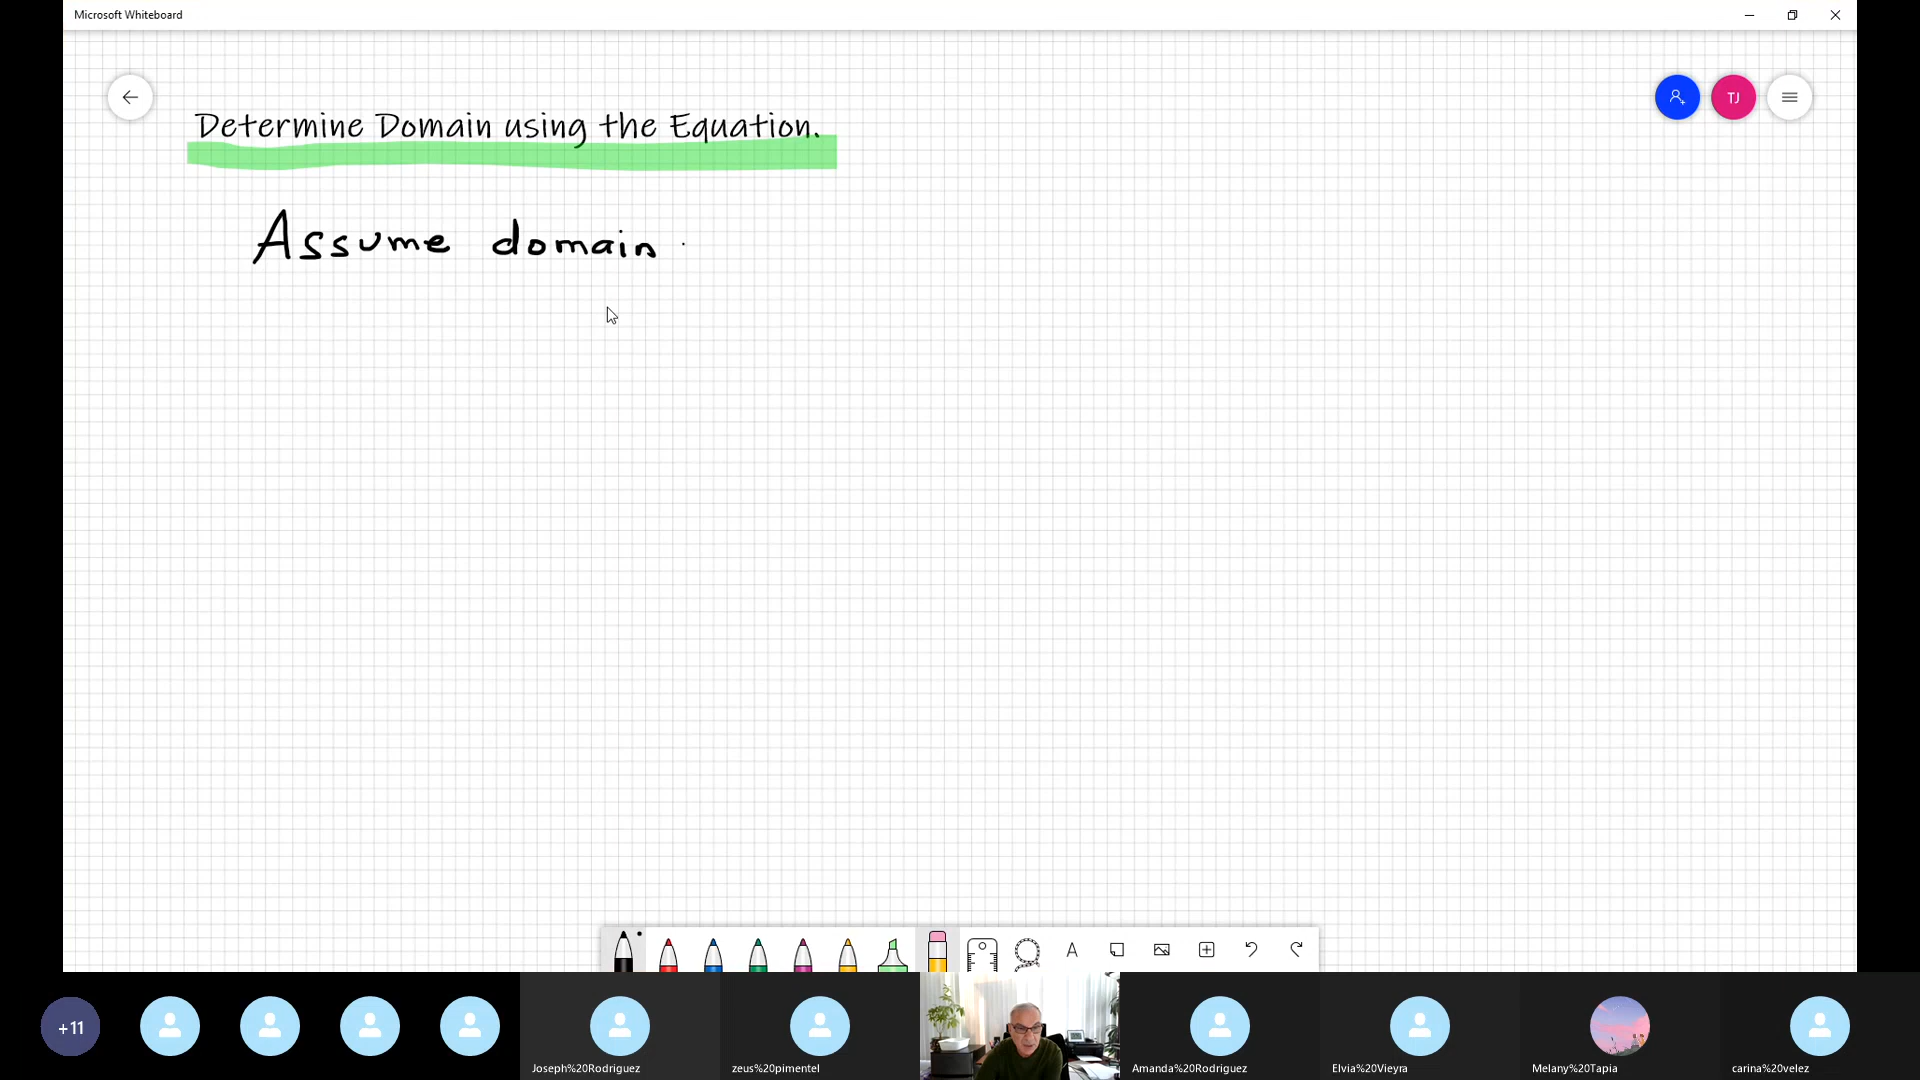 Microsoft Whiteboard
TJ
Determine Domain using the Equation.
Assume domain
A
+11
Joseph%20Rodriguez
zeus%20pimentel
Amanda%20Rodriguez
Elvia%20Vieyra
Melany%20Tapia
carina%20velez